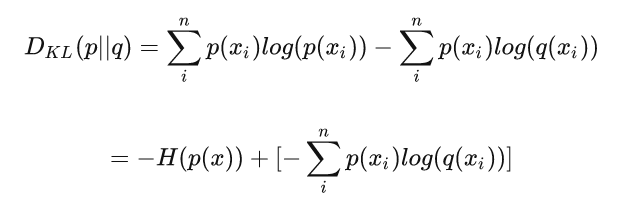 D_{KL}(p||q) = \sum_{i}^{n} p(x_i)log(p(x_i)) - \sum_{i}^{n} p(x_i)log(q(x_i))
= -H(p(x)) + [-\sum_{i}^{n} p(x_i)log(q(x_i))]